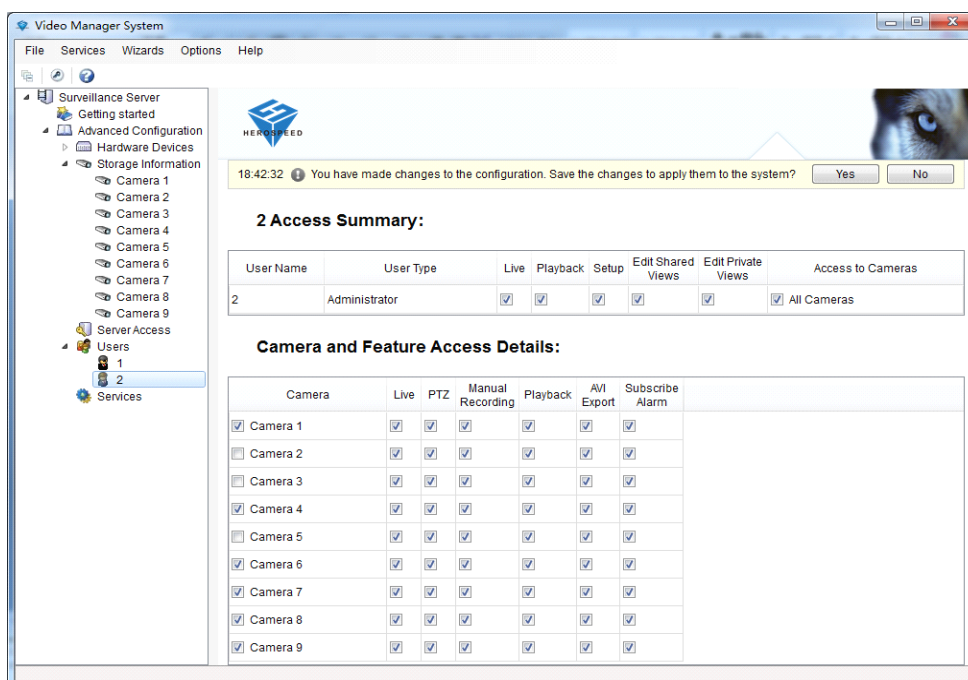 Video Manager System
File Services Wizards Options Help
Surveillance Server
Getting started
Advanced Configuration
Hardware Devices
Storage Information
Camera 1
Camera 2
Camera 3
Camera 4
Camera 5
Camera 6
Camera 7
Camera 8
Camera 9
Server Access
Users
1
2
Services
HEROSPEED
18:42:32 You have made changes to the configuration. Save the changes to apply them to the system? Yes No
2 Access Summary:
User Name User Type Live Playback Setup Edit Shared Views Edit Private Views Access to Cameras
2 Administrator All Cameras
Camera and Feature Access Details:
Camera Live PTZ Manual Recording Playback AVI Export Subscribe Alarm
Camera 1
Camera 2
Camera 3
Camera 4
Camera 5
Camera 6
Camera 7
Camera 8
Camera 9